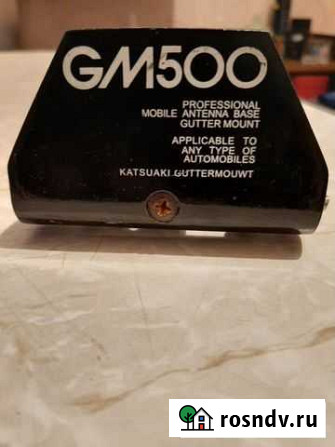 GM500
PROFESSIONAL
MOBILE ANTENNA BASE
GUTTER MOUNT
APPLICABLE TO
ANY TYPE OF
AUTOMOBILES
KATSUAKI GUTTERMOUWT
rosndv.ru